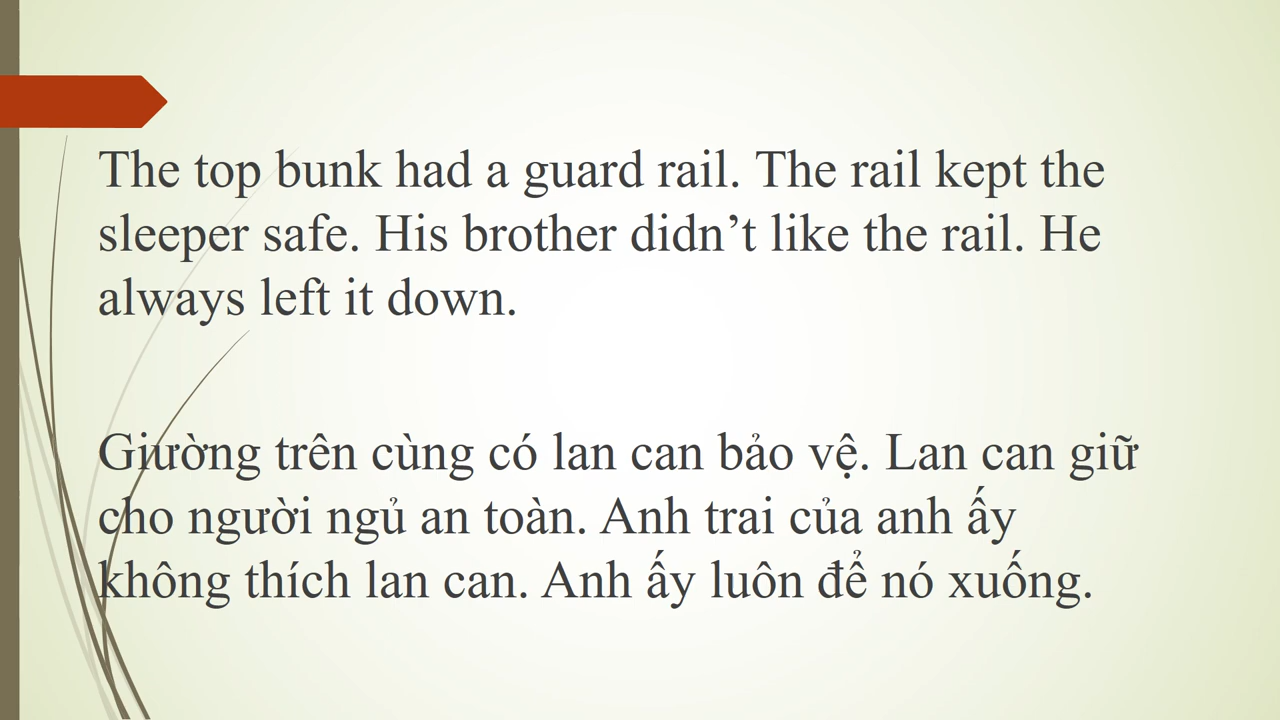 The top bunk had a guard rail. The rail kept the
sleeper safe. His brother didn’t like the rail. He
always left it down.
Giường trên cùng có lan can bảo vệ. Lan can giữ
cho người ngủ an toàn. Anh trai của anh ấy
không thích lan can. Anh ấy luôn để nó xuống.